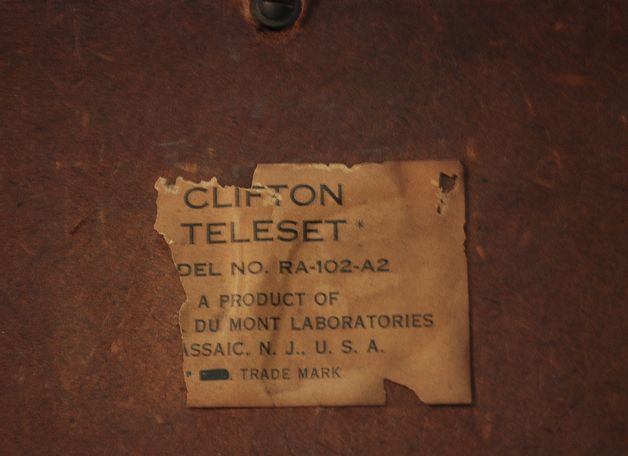 CLIFTON
TELESET*
DEL NO. RA-102-A2
A PRODUCT OF
. DU MONT LABORATORIES
ASSAIC, N. J., U. S. A.
* . TRADE MARK